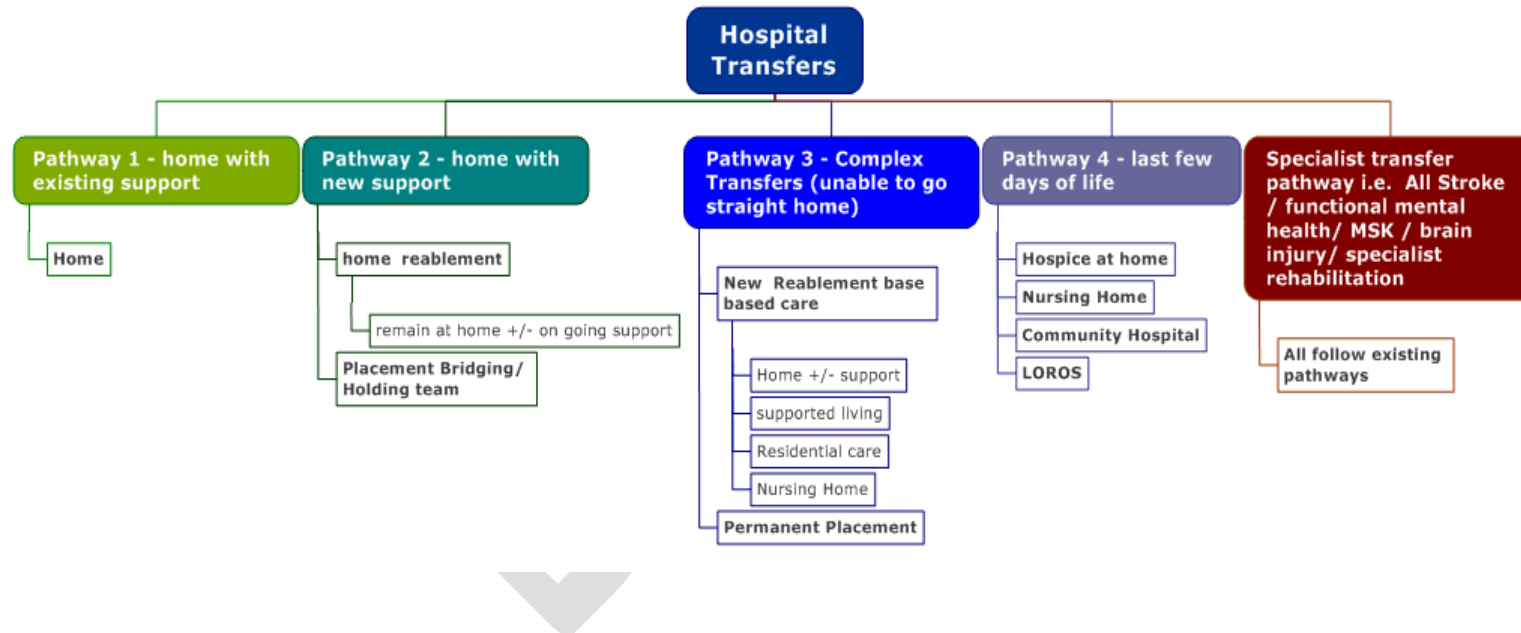 Hospital
Transfers
Pathway 1 - home with
existing support
Home
Pathway 2 - home with
new support
home  reablement
remain at home +/- on going support
Placement Bridging/
Holding team
Pathway 3 - Complex
Transfers (unable to go
straight home)
New  Reablement base
based care
Home +/- support
supported living
Residential care
Nursing Home
Permanent Placement
Pathway 4 - last few
days of life
Hospice at home
Nursing Home
Community Hospital
LOROS
Specialist transfer
pathway i.e.  All Stroke
/ functional mental
health/ MSK / brain
injury/ specialist
rehabilitation
All follow existing
pathways